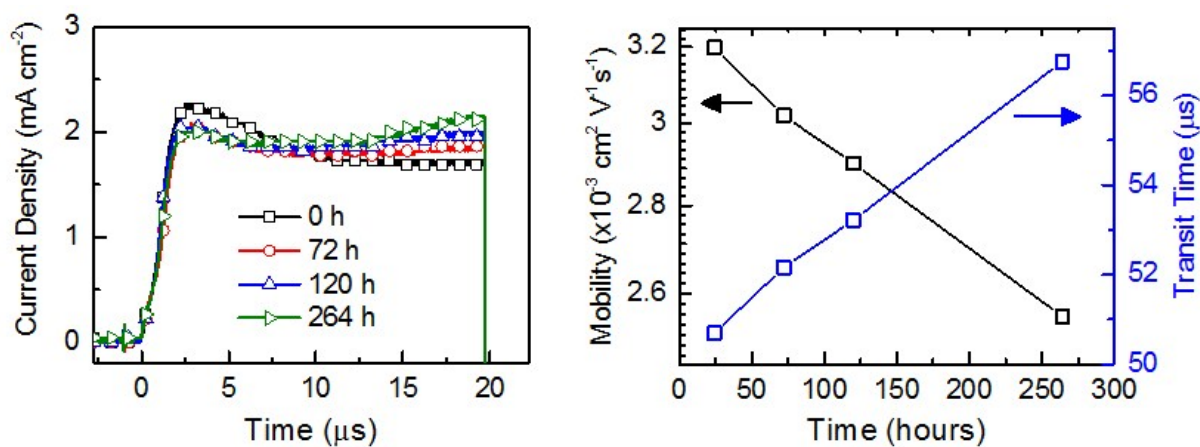 3
2
1
0
Current Density (mA cm⁻²)
0 h
72 h
120 h
264 h
0 5 10 15 20
Time (μs)
3.2
3
2.8
2.6
Mobility (x10⁻³ cm² V⁻¹s⁻¹)
56
54
52
50
Transit Time (μs)
0 50 100 150 200 250 300
Time (hours)